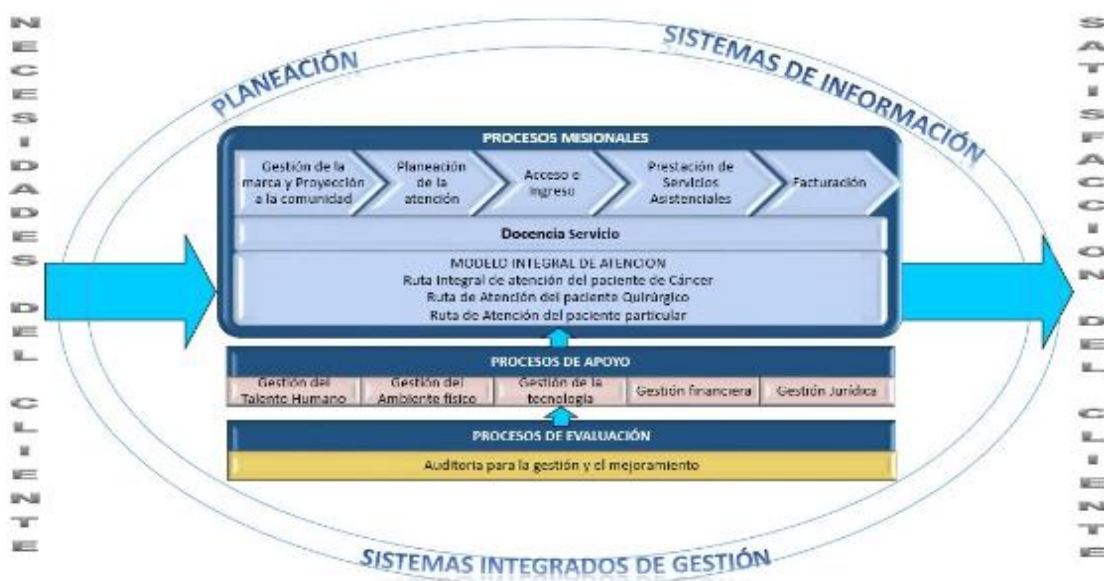 NECESIDADES DEL CLIENTE
PLANEACIÓN
SISTEMAS DE INFORMACIÓN
SATISFACCION DEL CLIENTE
PROCESOS MISIONALES
Gestión de la
marca y Proyección
a la comunidad
Planeación
de la
atención
Acceso e
Ingreso
Prestación de
Servicios
Asistenciales
Facturación
Docencia Servicio
MODELO INTEGRAL DE ATENCION
Ruta Integral de atención del paciente de Cáncer
Ruta de Atención del paciente Quirúrgico
Ruta de Atención del paciente particular
PROCESOS DE APOYO
Gestión del
Talento Humano
Gestión del
Ambiente físico
Gestión de la
tecnología
Gestión financiera
Gestión Jurídica
PROCESOS DE EVALUACIÓN
Auditoria para la gestión y el mejoramiento
SISTEMAS INTEGRADOS DE GESTIÓN